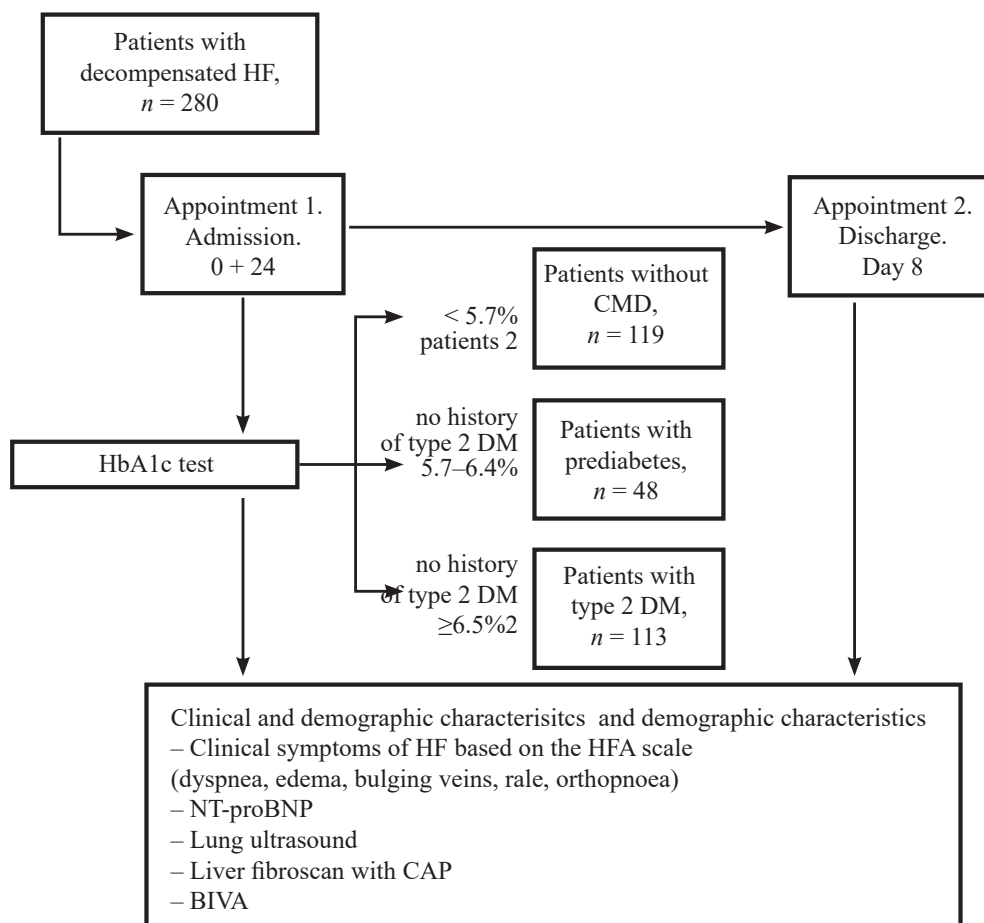 Patients with
decompensated HF,
n = 280
Appointment 1.
Admission.
0 + 24
Appointment 2.
Discharge.
Day 8
< 5.7%
patients 2
Patients without
CMD,
n = 119
HbA1c test
no history
of type 2 DM
5.7–6.4%
Patients with
prediabetes,
n = 48
no history
of type 2 DM
≥6.5%2
Patients with
type 2 DM,
n = 113
Clinical and demographic characterisitcs and demographic characteristics
– Clinical symptoms of HF based on the HFA scale
(dyspnea, edema, bulging veins, rale, orthopnoea)
– NT-proBNP
– Lung ultrasound
– Liver fibroscan with CAP
– BIVA